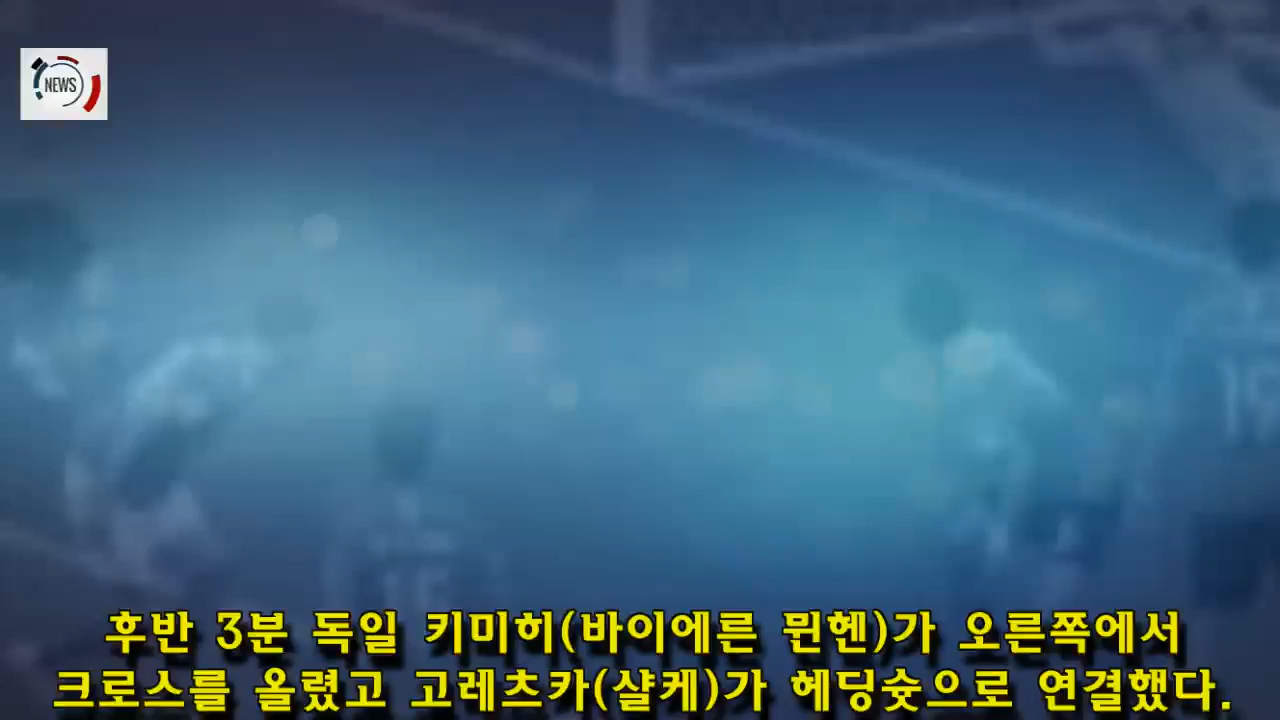 NEWS
후반 3분 독일 키미히(바이에른 뮌헨)가 오른쪽에서
크로스를 올렸고 고레츠카(샬케)가 헤딩슛으로 연결했다.